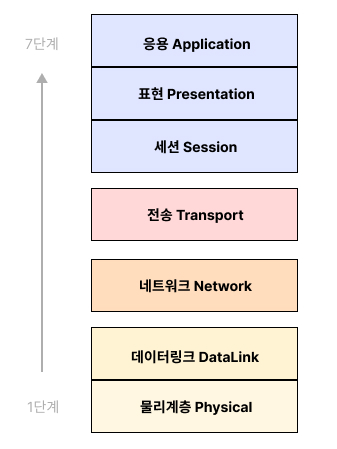 7단계
응용 Application
표현 Presentation
세션 Session
전송 Transport
네트워크 Network
데이터링크 DataLink
물리계층 Physical
1단계